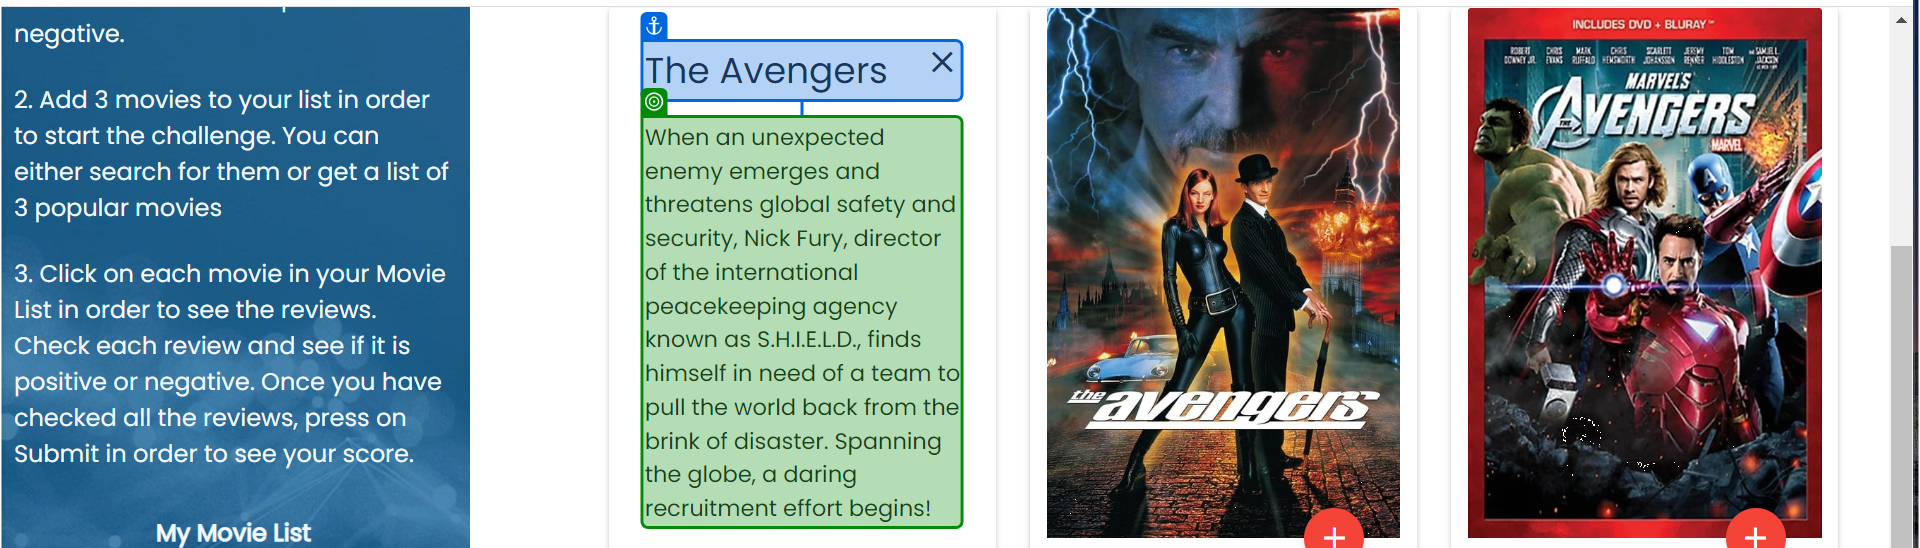 negative.
2. Add 3 movies to your list in order
to start the challenge. You can
either search for them or get a list of
3 popular movies
3. Click on each movie in your Movie
List in order to see the reviews.
Check each review and see if it is
positive or negative. Once you have
checked all the reviews, press on
Submit in order to see your score.
My Movie List
The Avengers
When an unexpected
enemy emerges and
threatens global safety and
security, Nick Fury, director
of the international
peacekeeping agency
known as S.H.I.E.L.D., finds
himself in need of a team to
pull the world back from the
brink of disaster. Spanning
the globe, a daring
recruitment effort begins!
the avengers
INCLUDES DVD + BLURAY™
ROBERT DOWNEY JR. CHRIS EVANS MARK RUFFALO CHRIS HEMSWORTH SCARLETT JOHANSSON JEREMY RENNER TOM HIDDLESTON AND SAMUEL L. JACKSON
MARVEL'S
THE AVENGERS
MARVEL